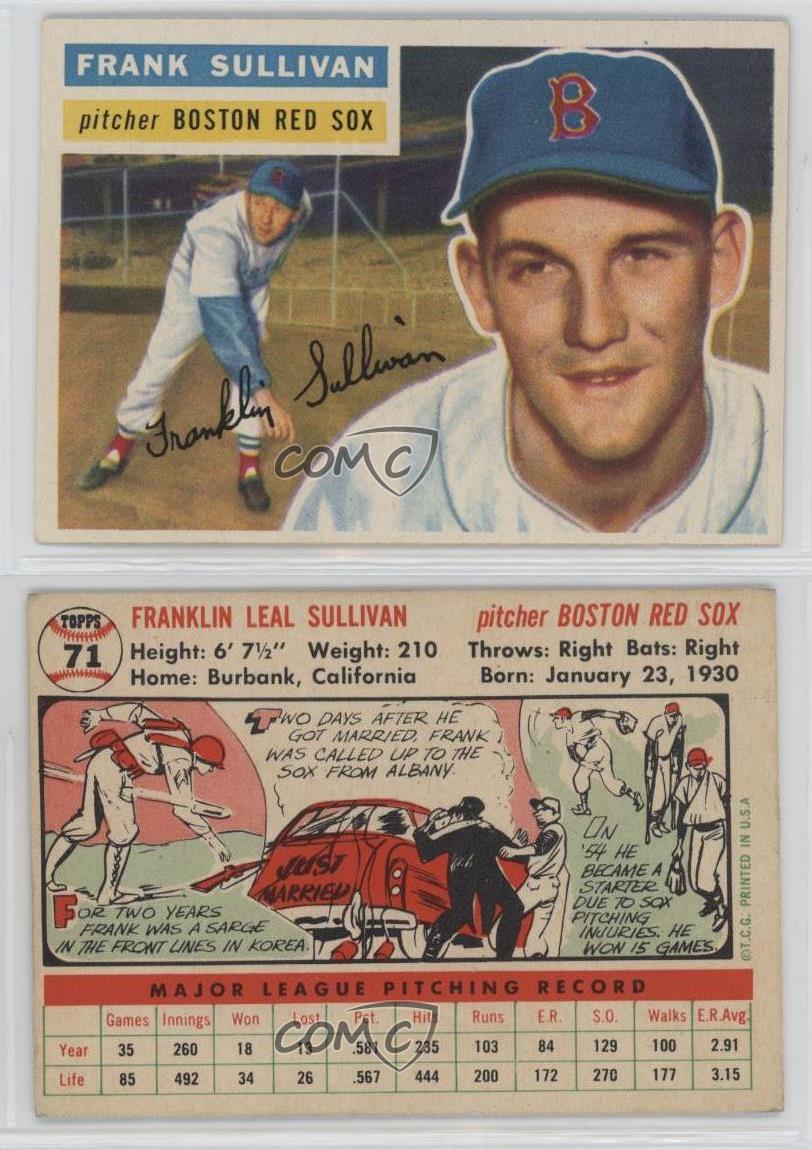 FRANK SULLIVAN
pitcher BOSTON RED SOX
B
Franklin Sullivan
COMC
TOPPS
71
FRANKLIN LEAL SULLIVAN
pitcher BOSTON RED SOX
Height: 6' 7½" Weight: 210
Throws: Right Bats: Right
Home: Burbank, California
Born: January 23, 1930
FOR TWO YEARS
FRANK WAS A SARGE
IN THE FRONT LINES IN KOREA.
TWO DAYS AFTER HE
GOT MARRIED, FRANK
WAS CALLED UP TO THE
SOX FROM ALBANY.
JUST
MARRIED
IN
'54 HE
BECAME A
STARTER
DUE TO SOX
PITCHING
INJURIES. HE
WON 15 GAMES.
©T.C.G. PRINTED IN U.S.A
MAJOR LEAGUE PITCHING RECORD
Games Innings Won Lost Pct. Hits Runs E.R. S.O. Walks E.R.Avg.
Year 35 260 18 13 .581 235 103 84 129 100 2.91
Life 85 492 34 26 .567 444 200 172 270 177 3.15
COMC